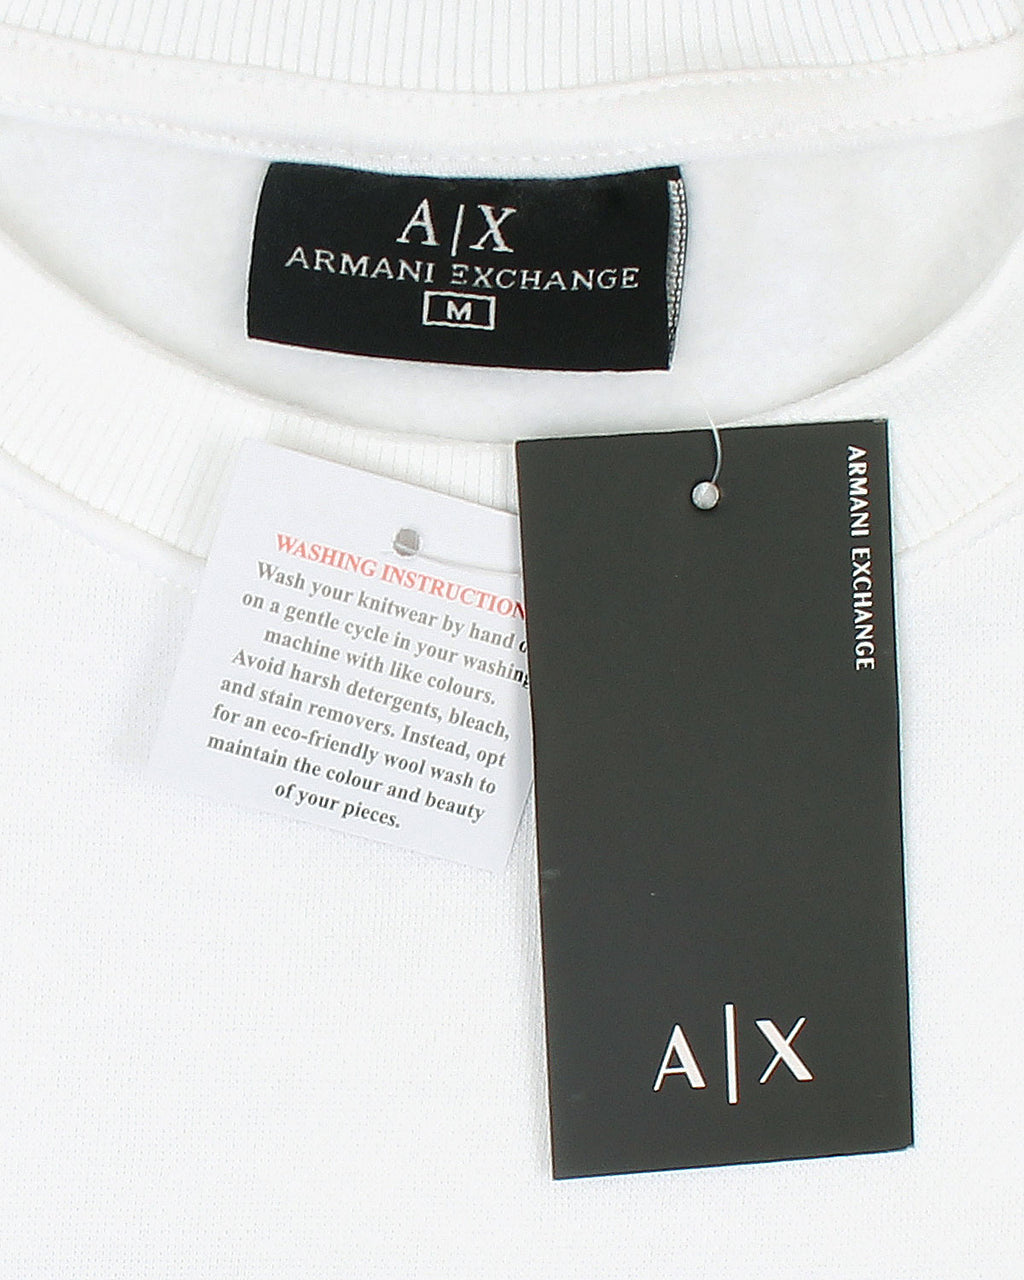 A|X
ARMANI EXCHANGE
M
WASHING INSTRUCTION
Wash your knitwear by hand
on a gentle cycle in your washing
machine with like colours.
Avoid harsh detergents, bleach,
and stain removers. Instead, opt
for an eco-friendly wool wash to
maintain the colour and beauty
of your pieces.
ARMANI EXCHANGE
A|X